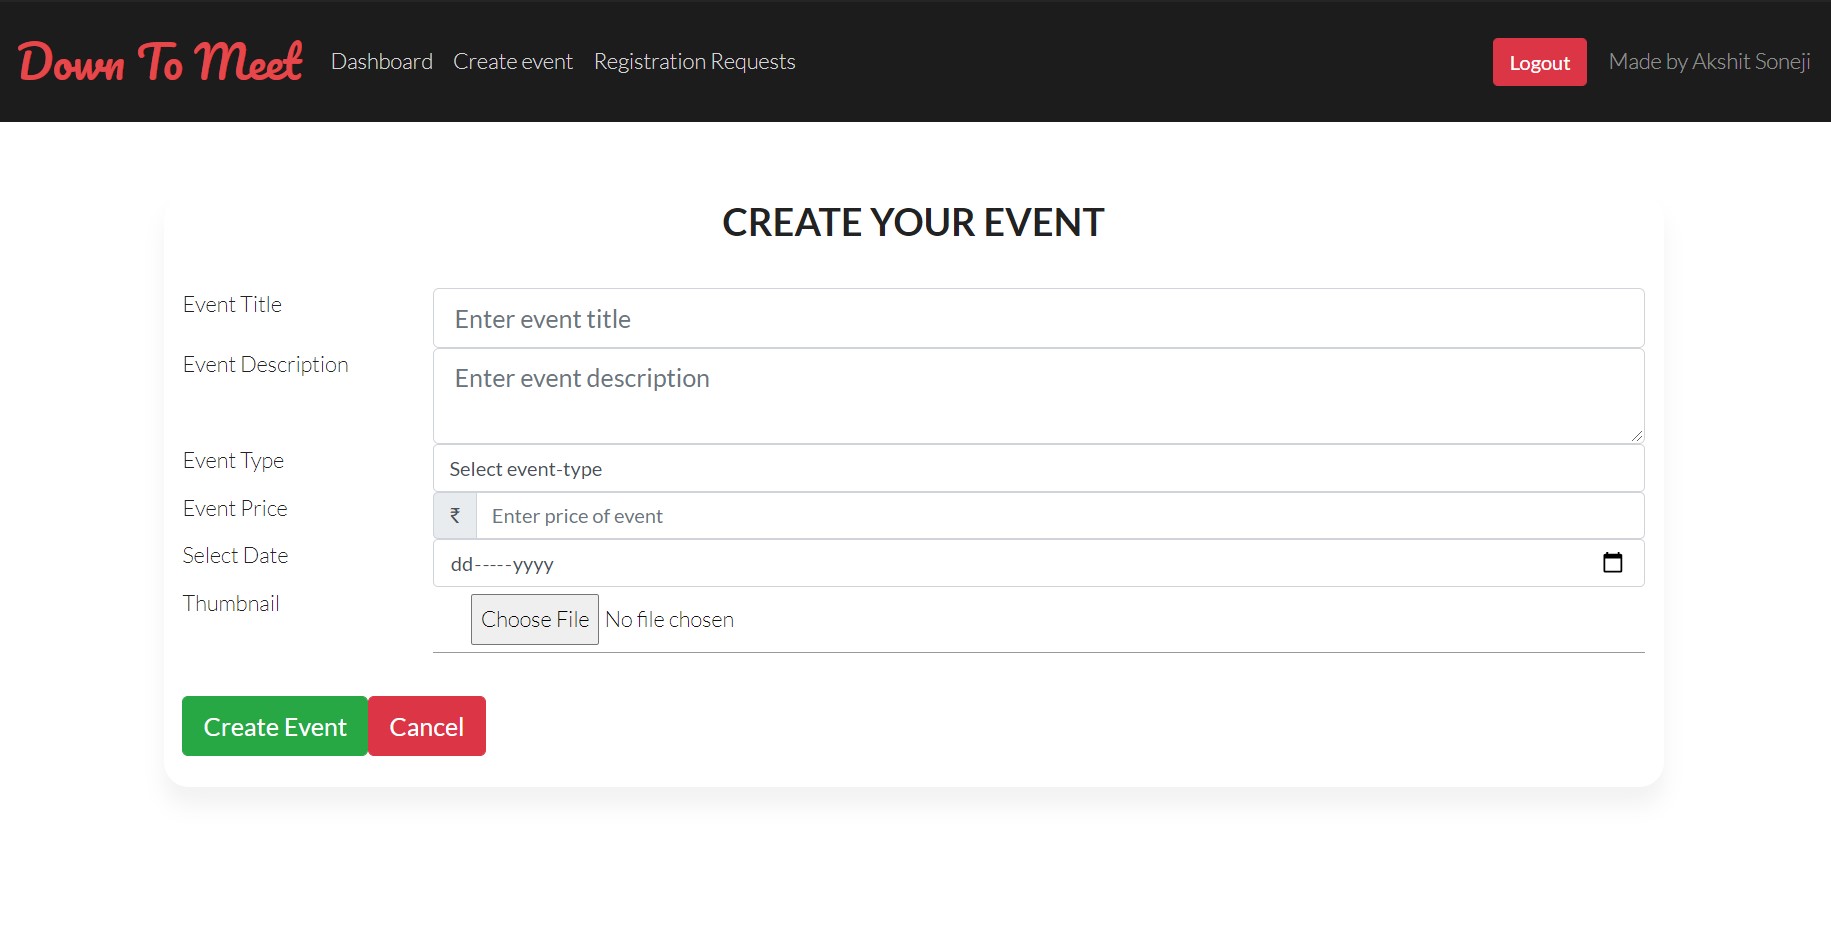 Down To Meet Dashboard Create event Registration Requests Logout Made by Akshit Soneji
CREATE YOUR EVENT
Event Title Enter event title
Event Description Enter event description
Event Type Select event-type
Event Price ₹ Enter price of event
Select Date dd-----yyyy
Thumbnail Choose File No file chosen
Create Event Cancel